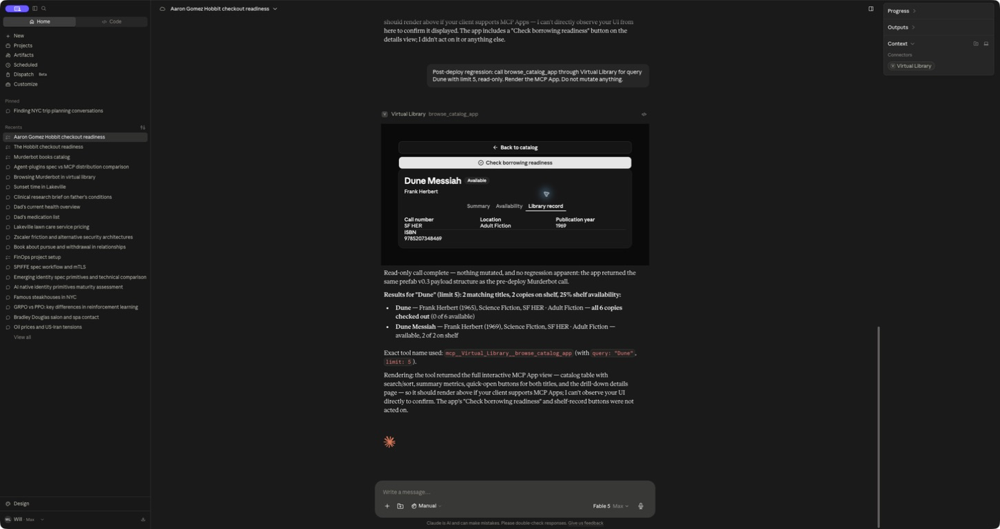 Home
Code
New
Projects
Artifacts
Scheduled
Dispatch Beta
Customize
Pinned
Finding NYC trip planning conversations
Recents
Aaron Gomez Hobbit checkout readiness
The Hobbit checkout readiness
Murderbot books catalog
Agent-plugins spec vs MCP distribution comparison
Browsing Murderbot in virtual library
Sunset time in Lakeville
Clinical research brief on father's conditions
Dad's current health overview
Dad's medication list
Lakeville lawn care service pricing
Zscaler friction and alternative security architectures
Book about pursue and withdrawal in relationships
FinOps project setup
SPIFFE spec workflow and mTLS
Emerging identity spec primitives and technical comparison
AI native identity primitives maturity assessment
Famous steakhouses in NYC
GRPO vs PPO: key differences in reinforcement learning
Bradley Douglas salon and spa contact
Oil prices and US-Iran tensions
View all
Design
WL Will Max
Aaron Gomez Hobbit checkout readiness
should render above if your client supports MCP Apps — I can't directly observe your UI from
here to confirm it displayed. The app includes a "Check borrowing readiness" button on the
details view; I didn't act on it or anything else.
Post-deploy regression: call browse_catalog_app through Virtual Library for query
Dune with limit 5, read-only. Render the MCP App. Do not mutate anything.
V Virtual Library browse_catalog_app
← Back to catalog
Check borrowing readiness
Dune Messiah Available
Frank Herbert
Summary Availability Library record
Call number Location Publication year
SF HER Adult Fiction 1969
ISBN
9785207348469
Read-only call complete — nothing mutated, and no regression apparent: the app returned the
same prefab v0.3 payload structure as the pre-deploy Murderbot call.
Results for "Dune" (limit 5): 2 matching titles, 2 copies on shelf, 25% shelf availability:
• Dune — Frank Herbert (1965), Science Fiction, SF HER · Adult Fiction — all 6 copies
checked out (0 of 6 available)
• Dune Messiah — Frank Herbert (1969), Science Fiction, SF HER · Adult Fiction —
available, 2 of 2 on shelf
Exact tool name used: mcp__Virtual_Library__browse_catalog_app (with query: "Dune",
limit: 5).
Rendering: the tool returned the full interactive MCP App view — catalog table with
search/sort, summary metrics, quick-open buttons for both titles, and the drill-down details
page — so it should render above if your client supports MCP Apps; I can't observe your UI
directly to confirm. The app's "Check borrowing readiness" and shelf-record buttons were not
acted on.
Write a message...
Manual
Fable 5 Max
Claude is AI and can make mistakes. Please double-check responses. Give us feedback
Progress
Outputs
Context
Connectors
V Virtual Library